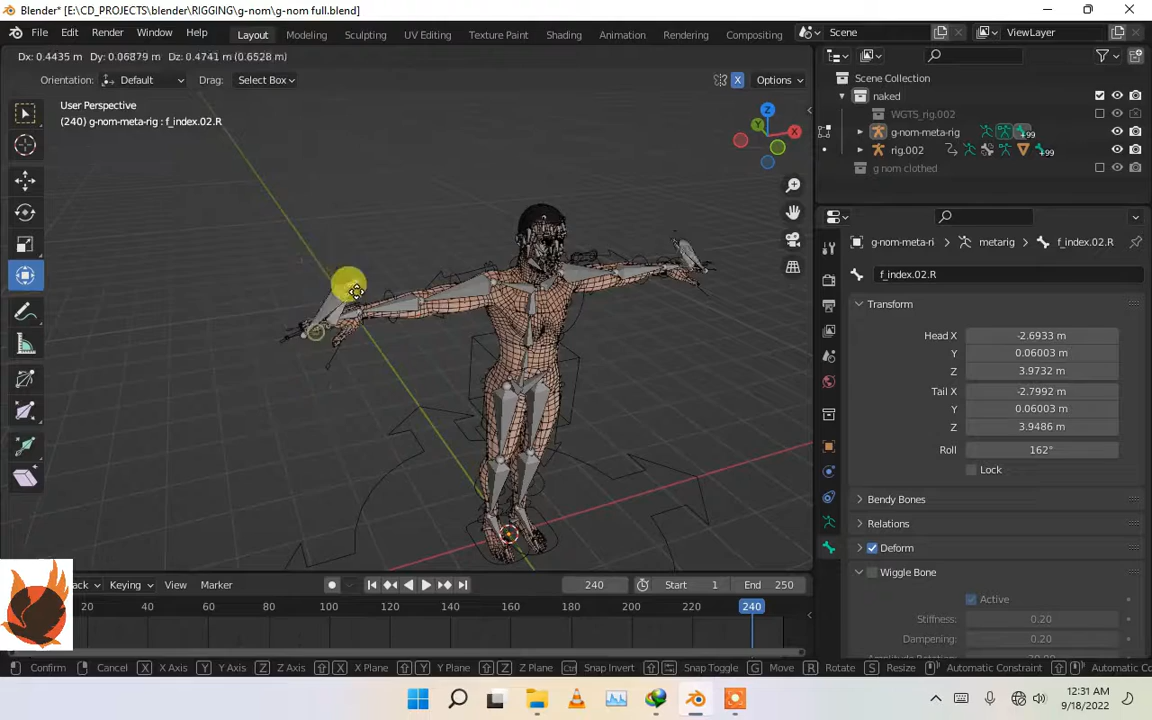 Blender* [E:\CD_PROJECTS\blender\RIGGING\g-nom\g-nom full.blend]
File Edit Render Window Help Layout Modeling Sculpting UV Editing Texture Paint Shading Animation Rendering Compositing Scene ViewLayer
Dx: 0.4435 m Dy: 0.06879 m Dz: 0.4741 m (0.6528 m)
Orientation: Default Drag: Select Box X Options
User Perspective
(240) g-nom-meta-rig : f_index.02.R
Z
Y
X
Scene Collection
naked
WGTS_rig.002
g-nom-meta-rig +99
rig.002 +99
g nom clothed
g-nom-meta-ri metarig f_index.02.R
f_index.02.R
Transform
Head X -2.6933 m
Y 0.06003 m
Z 3.9732 m
Tail X -2.7992 m
Y 0.06003 m
Z 3.9486 m
Roll 162°
Lock
Bendy Bones
Relations
Deform
Wiggle Bone
Active
Stiffness: 0.20
Dampening: 0.20
Keying View Marker 240 Start 1 End 250
20 40 60 80 100 120 140 160 180 200 220 240
Confirm Cancel X X Axis Y Y Axis Z Z Axis X X Plane Y Y Plane Z Z Plane Ctrl Snap Invert Snap Toggle G Move R Rotate S Resize Automatic Constraint Automatic Co
12:31 AM
9/18/2022